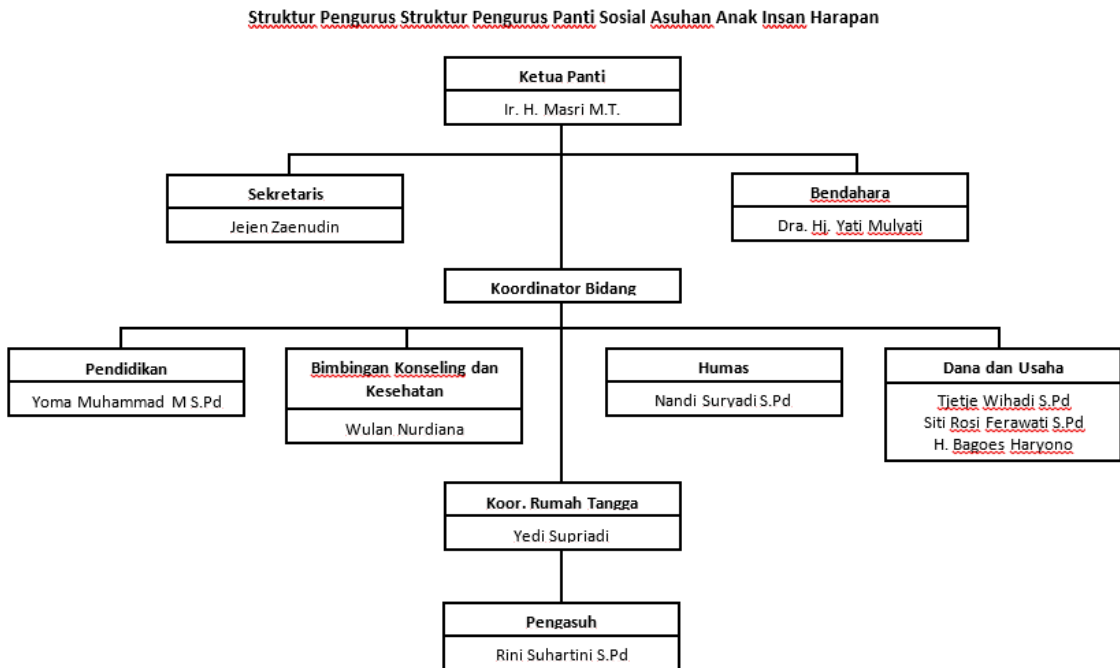 Struktur Pengurus Struktur Pengurus Panti Sosial Asuhan Anak Insan Harapan
Ketua Panti
Ir. H. Masri M.T.
Sekretaris
Jejen Zaenudin
Bendahara
Dra. Hj. Yati Mulyati
Koordinator Bidang
Pendidikan
Yoma Muhammad M S.Pd
Bimbingan Konseling dan
Kesehatan
Wulan Nurdiana
Humas
Nandi Suryadi S.Pd
Dana dan Usaha
Tjetje Wihadi S.Pd
Siti Rosi Ferawati S.Pd
H. Bagoes Haryono
Koor. Rumah Tangga
Yedi Supriadi
Pengasuh
Rini Suhartini S.Pd